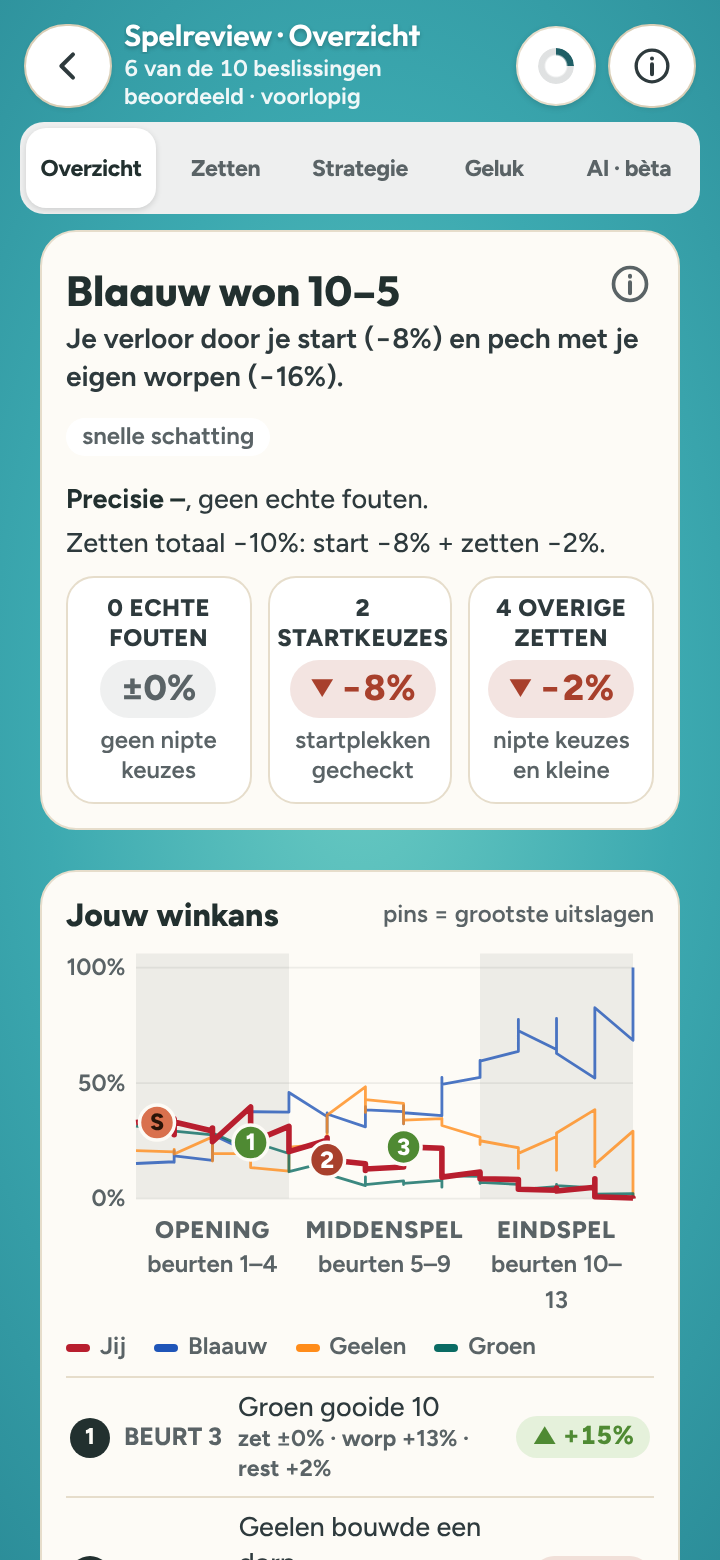 Spelreview · Overzicht
6 van de 10 beslissingen
beoordeeld · voorlopig
Overzicht
Zetten
Strategie
Geluk
AI · bèta
Blaauw won 10–5
Je verloor door je start (−8%) en pech met je
eigen worpen (−16%).
snelle schatting
Precisie –, geen echte fouten.
Zetten totaal −10%: start −8% + zetten −2%.
0 ECHTE
FOUTEN
±0%
geen nipte
keuzes
2
STARTKEUZES
▼ −8%
startplekken
gecheckt
4 OVERIGE
ZETTEN
▼ −2%
nipte keuzes
en kleine
Jouw winkans
pins = grootste uitslagen
100%
50%
0%
S
1
2
3
OPENING
beurten 1–4
MIDDENSPEL
beurten 5–9
EINDSPEL
beurten 10–
13
Jij
Blaauw
Geelen
Groen
1
BEURT 3
Groen gooide 10
zet ±0% · worp +13% ·
rest +2%
▲ +15%
Geelen bouwde een